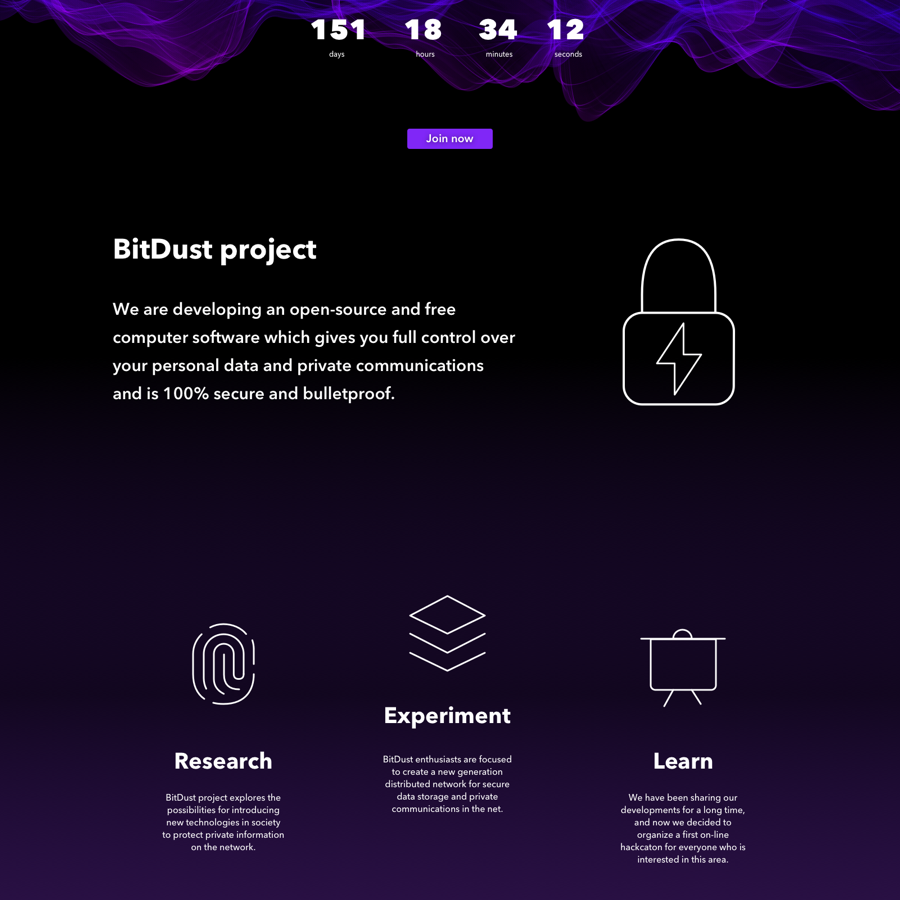 151 18 34 12
days hours minutes seconds
Join now
BitDust project
We are developing an open-source and free
computer software which gives you full control over
your personal data and private communications
and is 100% secure and bulletproof.
Research
BitDust project explores the
possibilities for introducing
new technologies in society
to protect private information
on the network.
Experiment
BitDust enthusiasts are focused
to create a new generation
distributed network for secure
data storage and private
communications in the net.
Learn
We have been sharing our
developments for a long time,
and now we decided to
organize a first on-line
hackcaton for everyone who is
interested in this area.